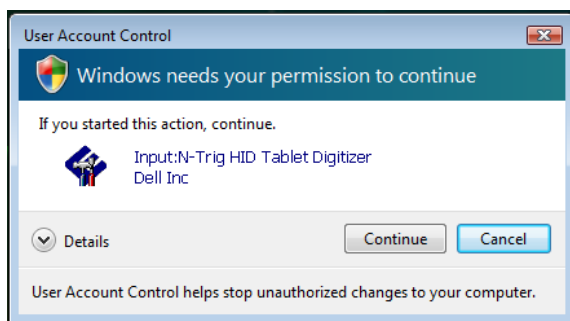 User Account Control
Windows needs your permission to continue
If you started this action, continue.
Input:N-Trig HID Tablet Digitizer
Dell Inc
Details
Continue
Cancel
User Account Control helps stop unauthorized changes to your computer.